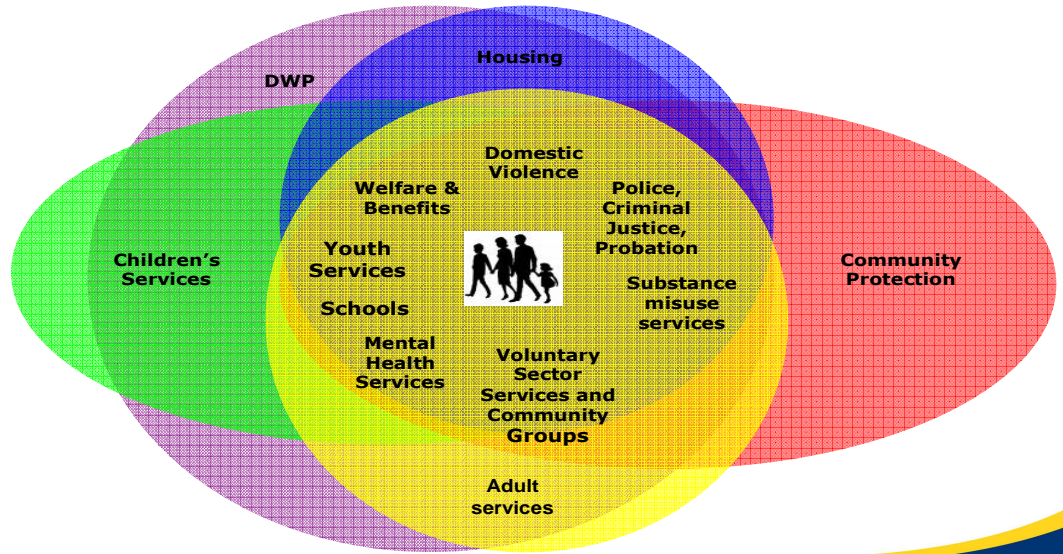 Housing
DWP
Domestic
Violence
Welfare &
Benefits
Police,
Criminal
Justice,
Probation
Youth
Services
Children's
Services
Community
Protection
Substance
misuse
services
Schools
Mental
Health
Services
Voluntary
Sector
Services and
Community
Groups
Adult
services